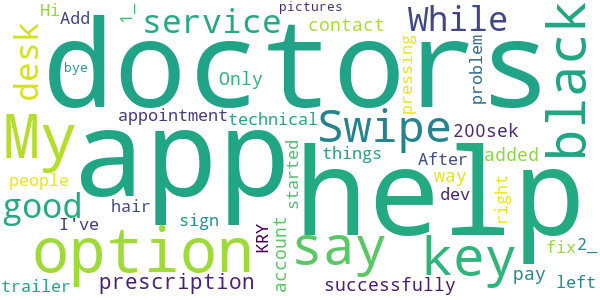 Hi
Add
1_
service
pictures
contact
While
black
desk
doctors
bye
Only
pressing
problem
My
appointment
technical
Swipe
200sek
app
help
things
After
added
people
way
right
dev
good
hair
I've
sign
started
option
KRY
account
say
key
2_
fix
trailer
prescription
successfully
pay
left